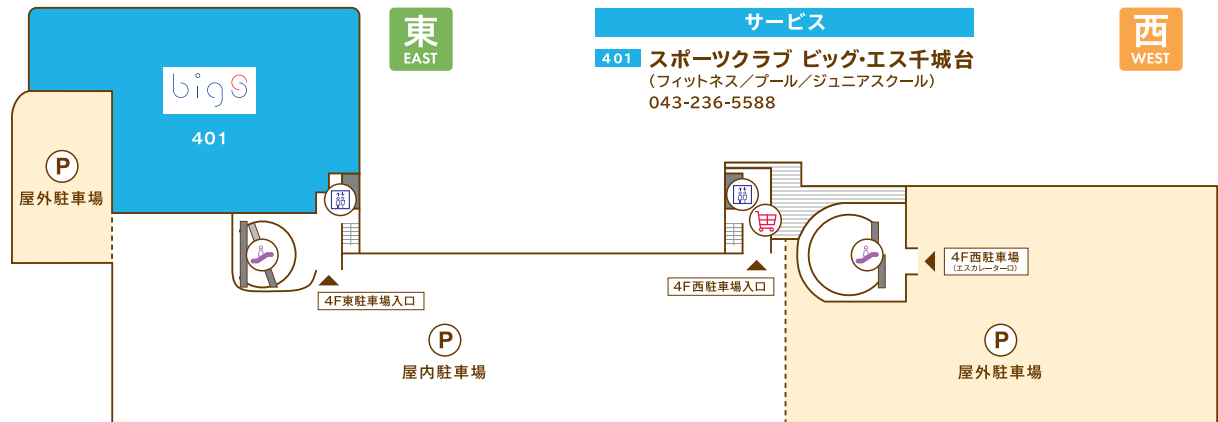 東
EAST
サービス
西
WEST
401 スポーツクラブ ビッグ・エス千城台
(フィットネス/プール/ジュニアスクール)
043-236-5588
big s
401
P
屋外駐車場
4F東駐車場入口
4F西駐車場入口
4F西駐車場
(エスカレーター口)
P
屋内駐車場
P
屋外駐車場